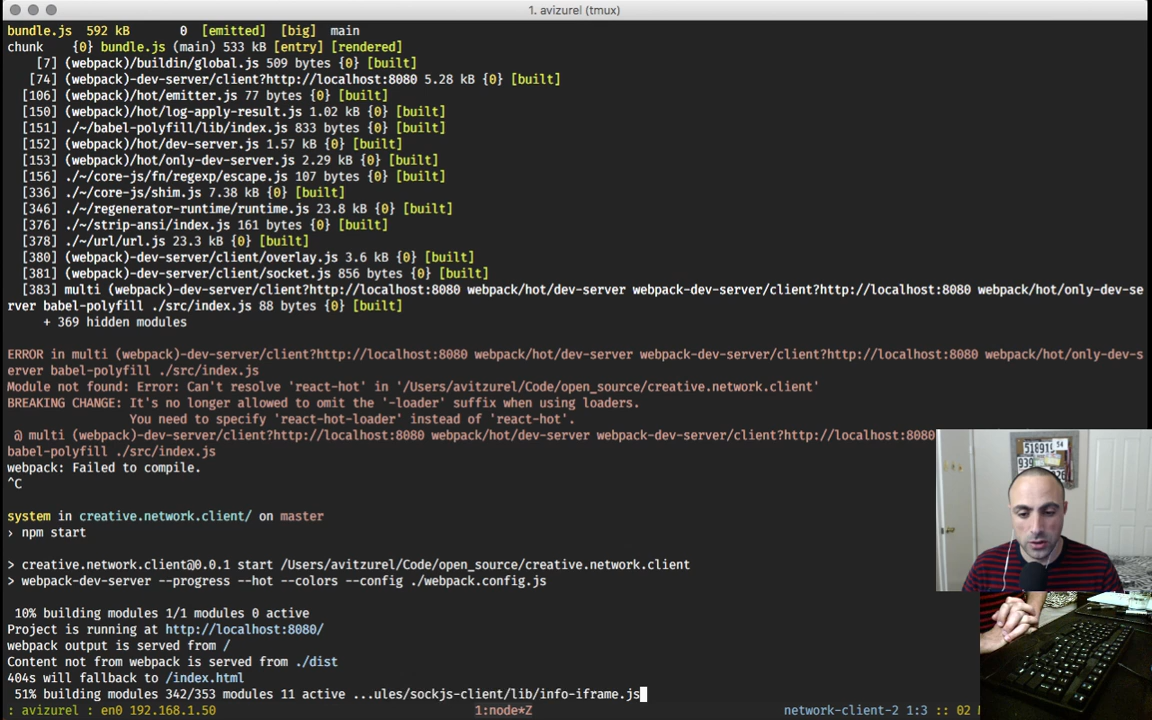 1. avizurel (tmux)
bundle.js 592 kB 0 [emitted] [big] main
chunk {0} bundle.js (main) 533 kB [entry] [rendered]
[7] (webpack)/buildin/global.js 509 bytes {0} [built]
[74] (webpack)-dev-server/client?http://localhost:8080 5.28 kB {0} [built]
[106] (webpack)/hot/emitter.js 77 bytes {0} [built]
[150] (webpack)/hot/log-apply-result.js 1.02 kB {0} [built]
[151] ./~/babel-polyfill/lib/index.js 833 bytes {0} [built]
[152] (webpack)/hot/dev-server.js 1.57 kB {0} [built]
[153] (webpack)/hot/only-dev-server.js 2.29 kB {0} [built]
[156] ./~/core-js/fn/regexp/escape.js 107 bytes {0} [built]
[336] ./~/core-js/shim.js 7.38 kB {0} [built]
[346] ./~/regenerator-runtime/runtime.js 23.8 kB {0} [built]
[376] ./~/strip-ansi/index.js 161 bytes {0} [built]
[378] ./~/url/url.js 23.3 kB {0} [built]
[380] (webpack)-dev-server/client/overlay.js 3.6 kB {0} [built]
[381] (webpack)-dev-server/client/socket.js 856 bytes {0} [built]
[383] multi (webpack)-dev-server/client?http://localhost:8080 webpack/hot/dev-server webpack-dev-server/client?http://localhost:8080 webpack/hot/only-dev-se
rver babel-polyfill ./src/index.js 88 bytes {0} [built]
+ 369 hidden modules
ERROR in multi (webpack)-dev-server/client?http://localhost:8080 webpack/hot/dev-server webpack-dev-server/client?http://localhost:8080 webpack/hot/only-dev-s
erver babel-polyfill ./src/index.js
Module not found: Error: Can't resolve 'react-hot' in '/Users/avitzurel/Code/open_source/creative.network.client'
BREAKING CHANGE: It's no longer allowed to omit the '-loader' suffix when using loaders.
You need to specify 'react-hot-loader' instead of 'react-hot'.
@ multi (webpack)-dev-server/client?http://localhost:8080 webpack/hot/dev-server webpack-dev-server/client?http://localhost:8080
babel-polyfill ./src/index.js
webpack: Failed to compile.
^C
system in creative.network.client/ on master
› npm start
> creative.network.client@0.0.1 start /Users/avitzurel/Code/open_source/creative.network.client
> webpack-dev-server --progress --hot --colors --config ./webpack.config.js
10% building modules 1/1 modules 0 active
Project is running at http://localhost:8080/
webpack output is served from /
Content not from webpack is served from ./dist
404s will fallback to /index.html
51% building modules 342/353 modules 11 active ...ules/sockjs-client/lib/info-iframe.js
: avizurel : en0 192.168.1.50 1:node*Z network-client-2 1:3 :: 02